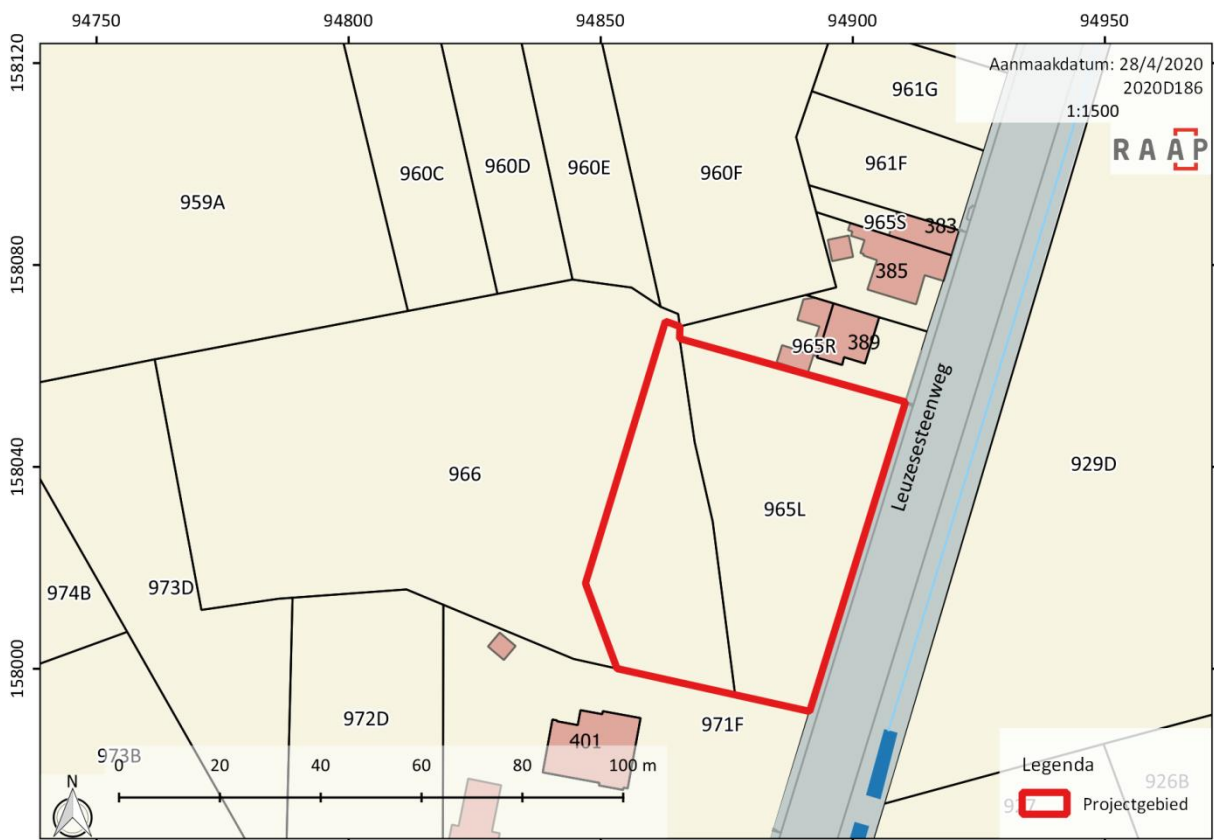 94750 94800 94850 94900 94950
158120
158080
158040
158000
Aanmaakdatum: 28/4/2020
2020D186
1:1500
RAAP
961G
961F
959A
960C
960D
960E
960F
965S
383
385
965R
389
Leuzesesteenweg
966
965L
929D
974B
973D
972D
971F
973B
401
0 20 40 60 80 100 m
N
Legenda
Projectgebied
926B
927